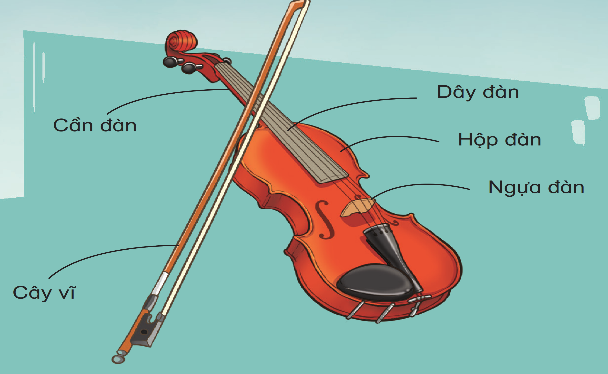 Dây đàn
Cần đàn
Hộp đàn
Ngựa đàn
Cây vĩ